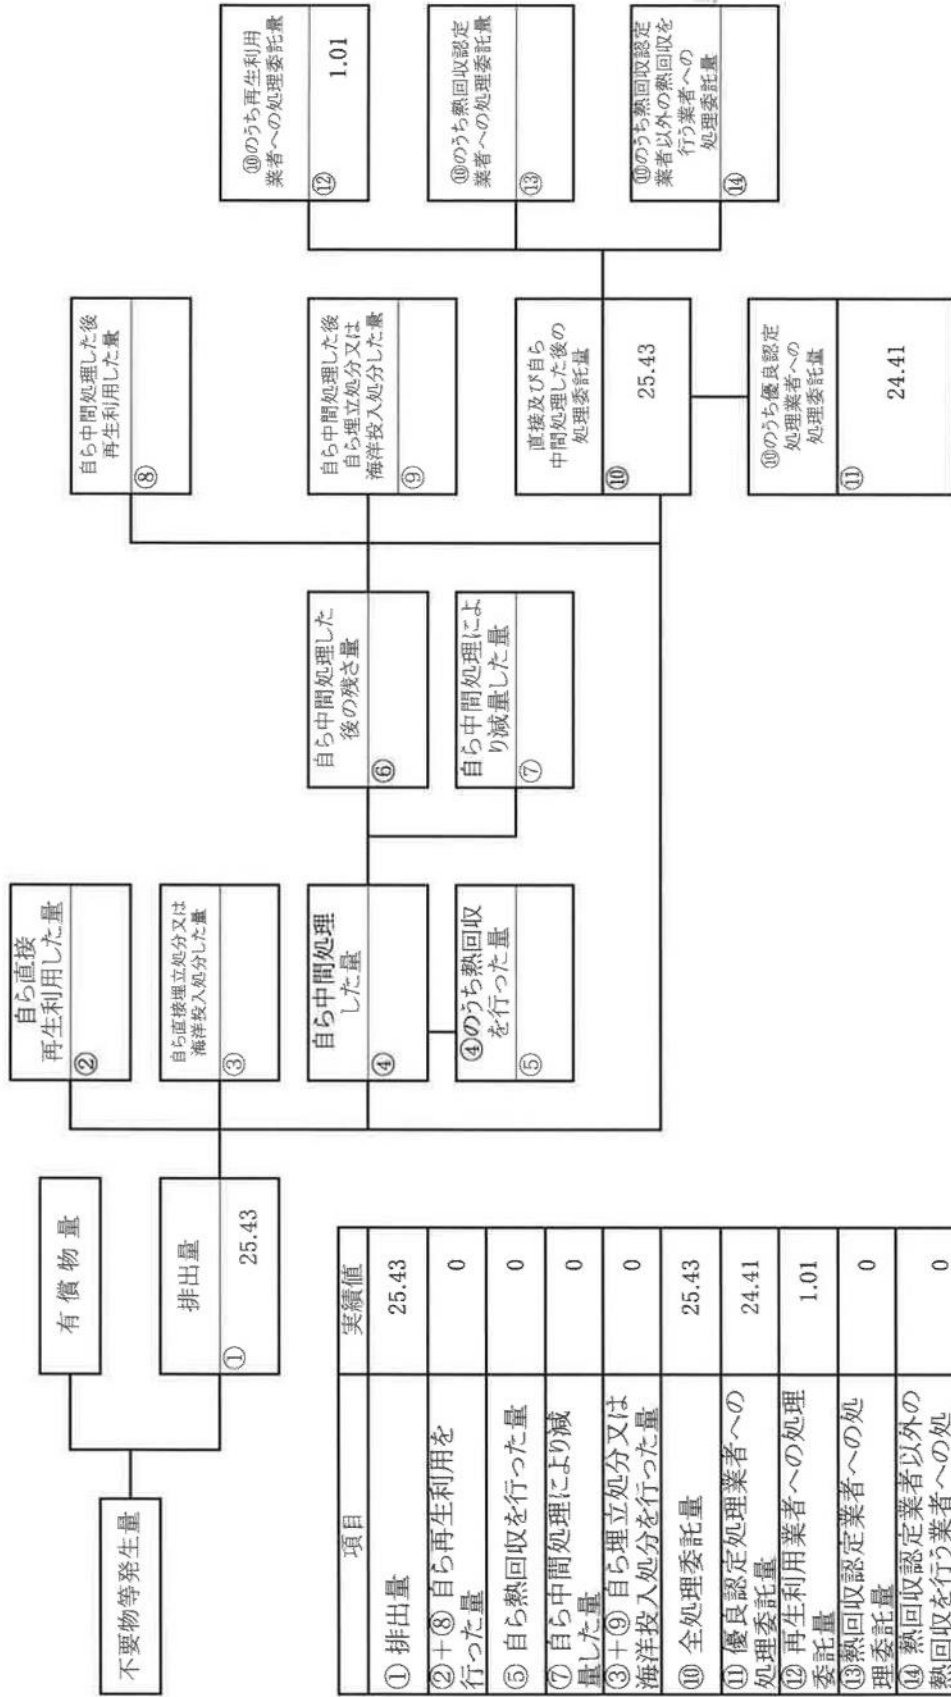 不要物等発生量
有償物量
排出量
①
25.43
自ら直接
再生利用した量
②
自ら直接埋立処分又は
海洋投入処分した量
③
自ら中間処理
した量
④
④のうち熱回収
を行った量
⑤
自ら中間処理した
後の残さ量
⑥
自ら中間処理によ
り減量した量
⑦
自ら中間処理した後
再生利用した量
⑧
自ら中間処理した後
自ら埋立処分又は
海洋投入処分した量
⑨
直接及び自ら
中間処理した後の
処理委託量
⑩
25.43
⑩のうち優良認定
処理業者への
処理委託量
⑪
24.41
⑩のうち再生利用
業者への処理委託量
⑫
1.01
⑩のうち熱回収認定
業者への処理委託量
⑬
⑩のうち熱回収認定
業者以外の熱回収を
行う業者への
処理委託量
⑭
項目 実績値
① 排出量 25.43
②+⑧ 自ら再生利用を
行った量 0
⑤ 自ら熱回収を行った量 0
⑦ 自ら中間処理により減
量した量 0
③+⑨ 自ら埋立処分又は
海洋投入処分を行った量 0
⑩ 全処理委託量 25.43
⑪ 優良認定処理業者への
処理委託量 24.41
⑫ 再生利用業者への処理
委託量 1.01
⑬熱回収認定業者への処
理委託量 0
⑭ 熱回収認定業者以外の
熱回収を行う業者への処 0